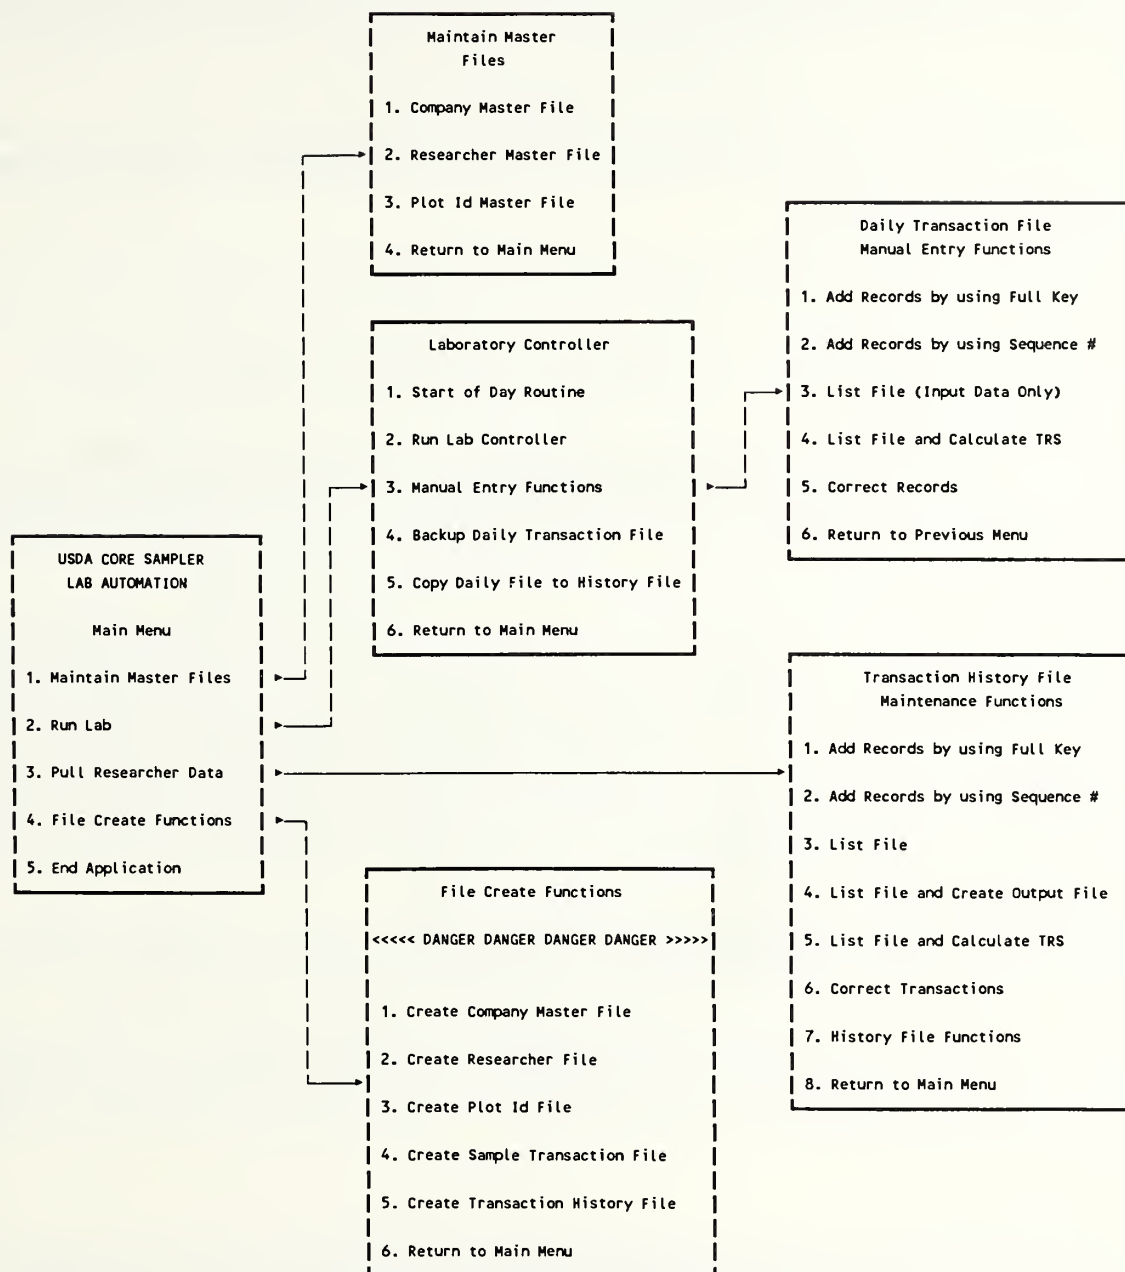 Maintain Master
Files
1. Company Master File
2. Researcher Master File
3. Plot Id Master File
4. Return to Main Menu
Daily Transaction File
Manual Entry Functions
1. Add Records by using Full Key
2. Add Records by using Sequence #
3. List File (Input Data Only)
4. List File and Calculate TRS
5. Correct Records
6. Return to Previous Menu
Laboratory Controller
1. Start of Day Routine
2. Run Lab Controller
3. Manual Entry Functions
4. Backup Daily Transaction File
5. Copy Daily File to History File
6. Return to Main Menu
USDA CORE SAMPLER
LAB AUTOMATION
Main Menu
1. Maintain Master Files
2. Run Lab
3. Pull Researcher Data
4. File Create Functions
5. End Application
Transaction History File
Maintenance Functions
1. Add Records by using Full Key
2. Add Records by using Sequence #
3. List File
4. List File and Create Output File
5. List File and Calculate TRS
6. Correct Transactions
7. History File Functions
8. Return to Main Menu
File Create Functions
<<<<< DANGER DANGER DANGER DANGER >>>>>
1. Create Company Master File
2. Create Researcher File
3. Create Plot Id File
4. Create Sample Transaction File
5. Create Transaction History File
6. Return to Main Menu